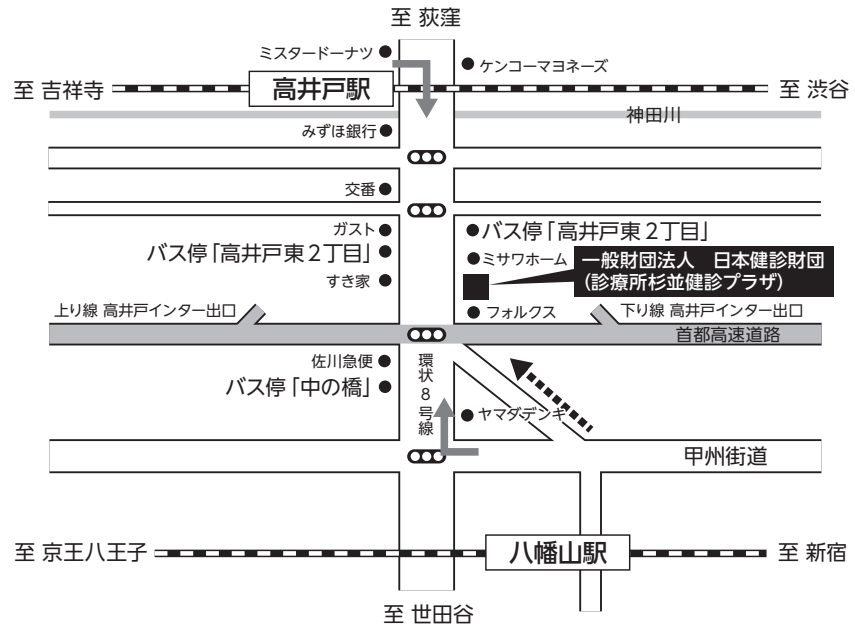 至 荻窪
ミスタードーナツ
ケンコーマヨネーズ
至 吉祥寺
高井戸駅
至 渋谷
神田川
みずほ銀行
交番
ガスト
バス停「高井戸東2丁目」
バス停「高井戸東2丁目」
ミサワホーム
一般財団法人　日本健診財団
（診療所杉並健診プラザ）
すき家
上り線 高井戸インター出口
フォルクス
下り線 高井戸インター出口
首都高速道路
佐川急便
環状8号線
バス停「中の橋」
ヤマダデンキ
甲州街道
至 京王八王子
八幡山駅
至 新宿
至 世田谷